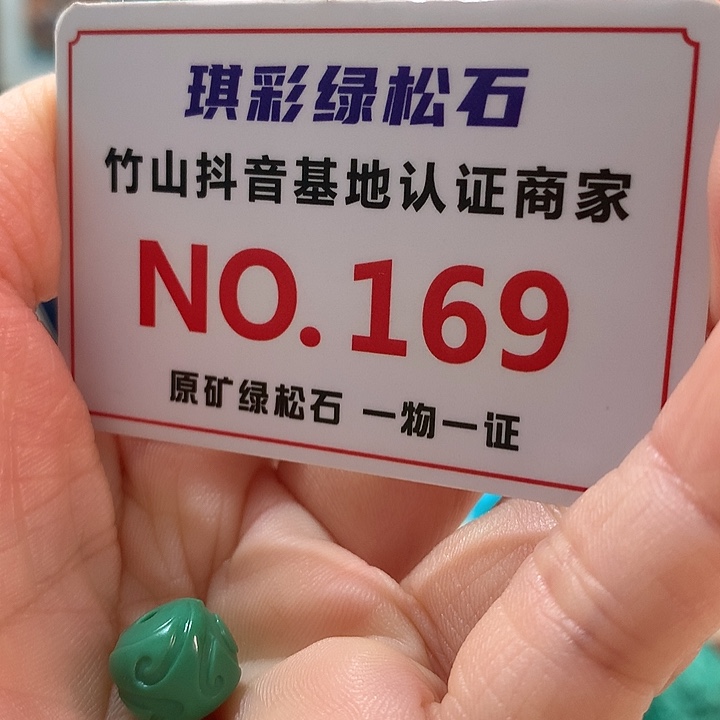 琪彩绿松石
竹山抖音基地认证商家
NO.169
原矿绿松石 一物一证